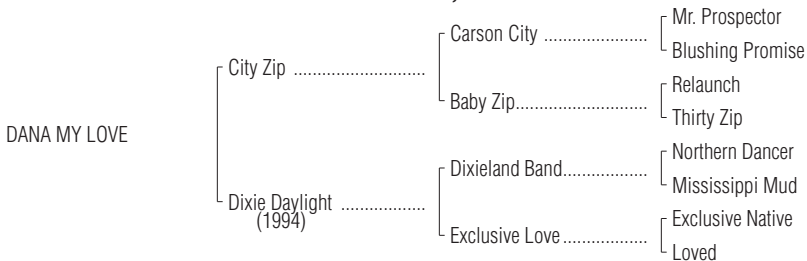 Mr. Prospector
Carson City ......................
Blushing Promise
City Zip ............................
Relaunch
Baby Zip............................
Thirty Zip
DANA MY LOVE
Northern Dancer
Dixieland Band..................
Mississippi Mud
Dixie Daylight ..................
(1994)
Exclusive Native
Exclusive Love..................
Loved